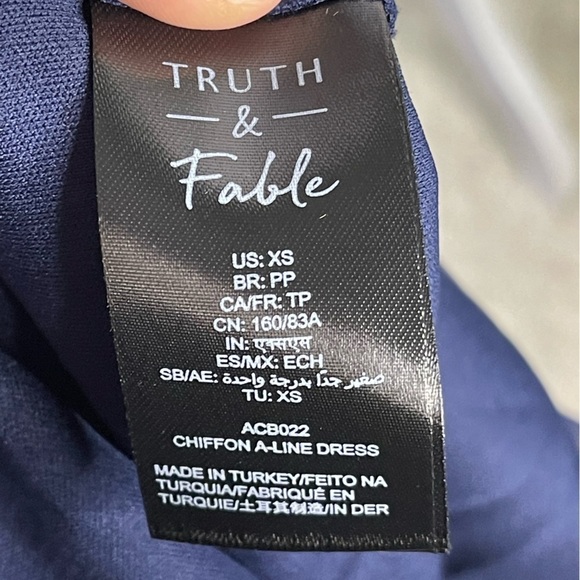 TRUTH
&
Fable
US: XS
BR: PP
CA/FR: TP
CN: 160/83A
IN: एक्सएस
ES/MX: ECH
SB/AE: صغير جداً بدرجة واحدة
TU: XS
ACB022
CHIFFON A-LINE DRESS
MADE IN TURKEY/FEITO NA
TURQUIA/FABRIQUÉ EN
TURQUIE/土耳其制造/IN DER